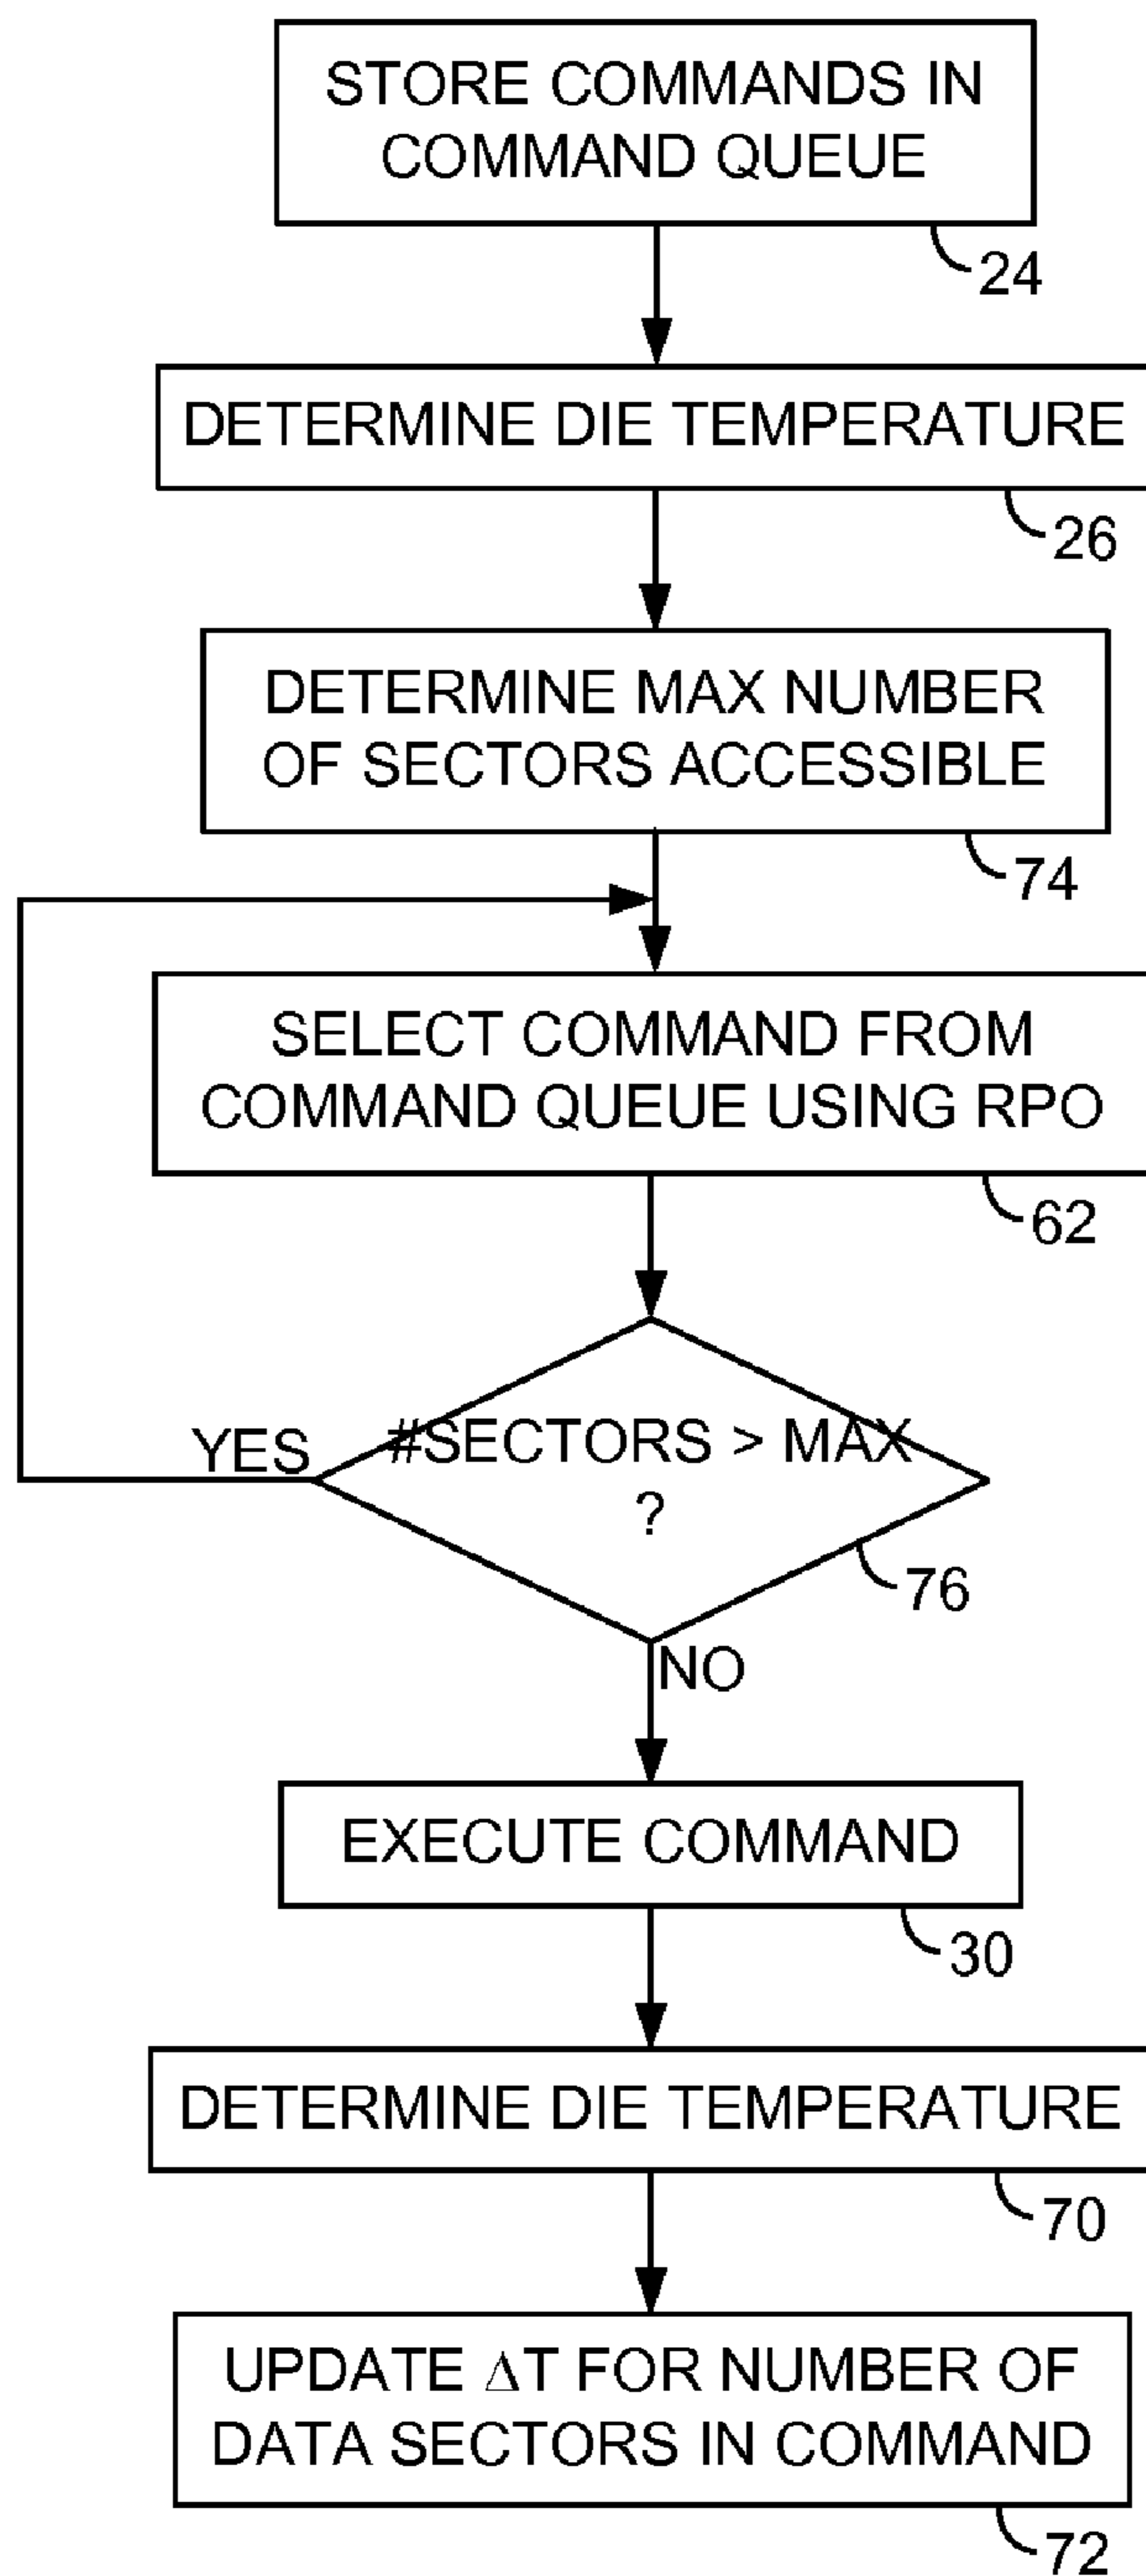 STORE COMMANDS IN
COMMAND QUEUE
24
DETERMINE DIE TEMPERATURE
26
DETERMINE MAX NUMBER
OF SECTORS ACCESSIBLE
74
SELECT COMMAND FROM
COMMAND QUEUE USING RPO
62
#SECTORS > MAX
?
YES
76
NO
EXECUTE COMMAND
30
DETERMINE DIE TEMPERATURE
70
UPDATE ΔT FOR NUMBER OF
DATA SECTORS IN COMMAND
72